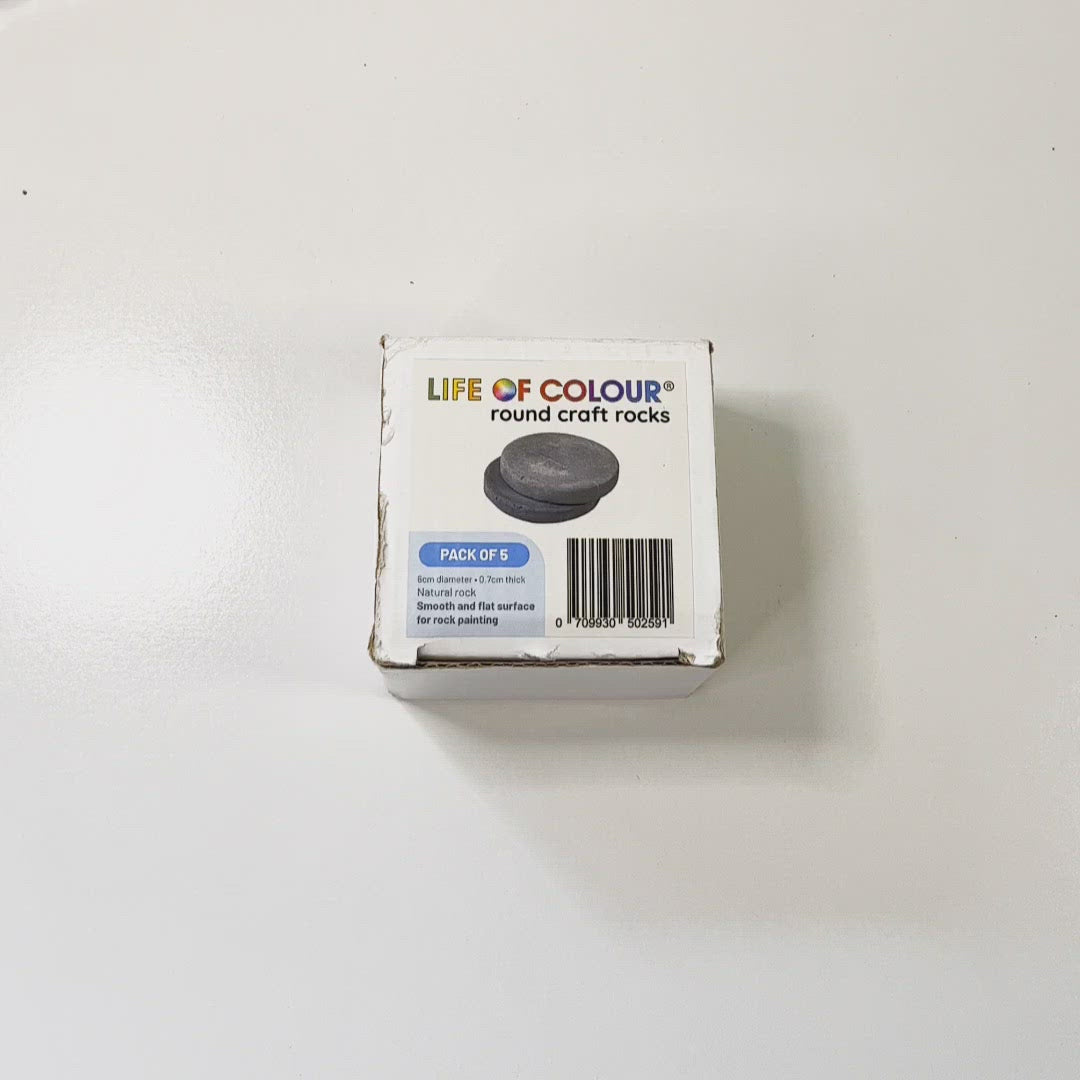 LIFE OF COLOUR®
round craft rocks
PACK OF 5
6cm diameter • 0.7cm thick
Natural rock
Smooth and flat surface
for rock painting
0 709930 502591